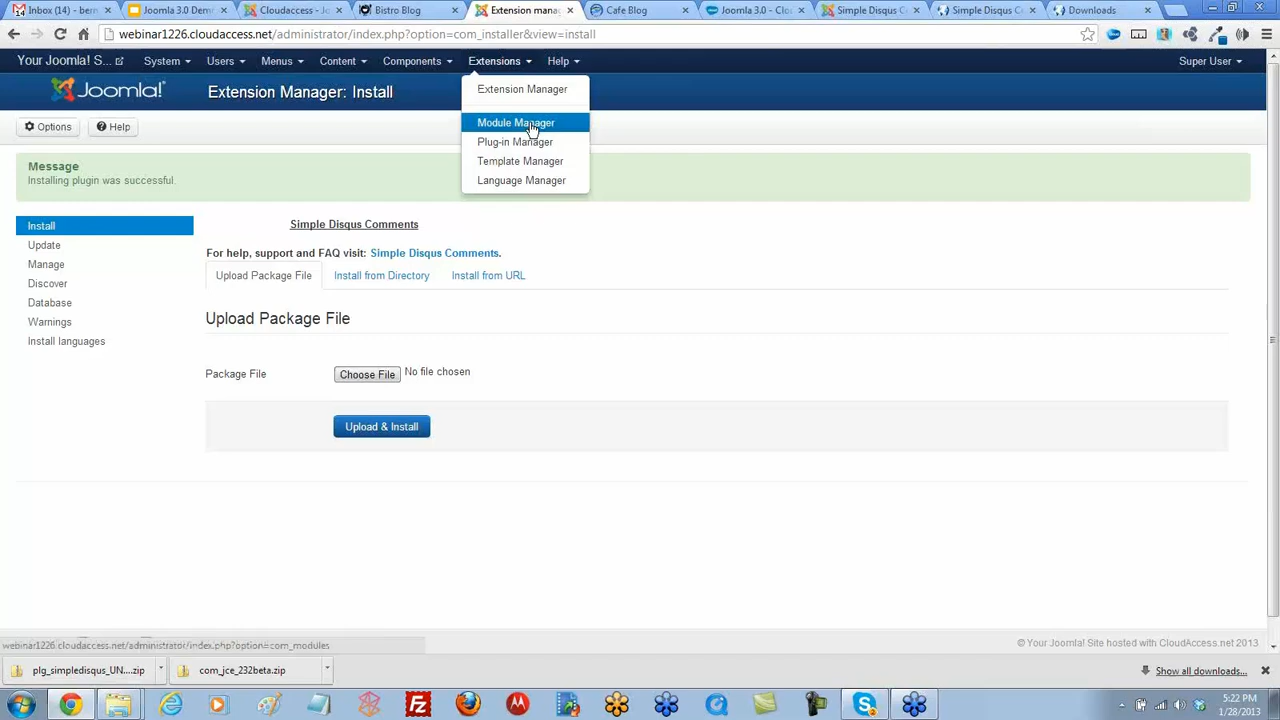 Inbox (14) - bern
Joomla 3.0 Demi
Cloudaccess - Jo
Bistro Blog
Extension mana
Cafe Blog
Joomla 3.0 - Clo
Simple Disqus C
Simple Disqus C
Downloads
webinar1226.cloudaccess.net/administrator/index.php?option=com_installer&view=install
Your Joomla! S...
System
Users
Menus
Content
Components
Extensions
Help
Super User
Joomla!
Extension Manager: Install
Extension Manager
Module Manager
Plug-in Manager
Template Manager
Language Manager
Options
Help
Message
Installing plugin was successful.
Install
Update
Manage
Discover
Database
Warnings
Install languages
Simple Disqus Comments
For help, support and FAQ visit: Simple Disqus Comments.
Upload Package File
Install from Directory
Install from URL
Upload Package File
Package File
Choose File
No file chosen
Upload & Install
webinar1226.cloudaccess.net/administrator/index.php?option=com_modules
© Your Joomla! Site hosted with CloudAccess.net 2013
plg_simpledisqus_UN....zip
com_jce_232beta.zip
Show all downloads...
5:22 PM
1/28/2013